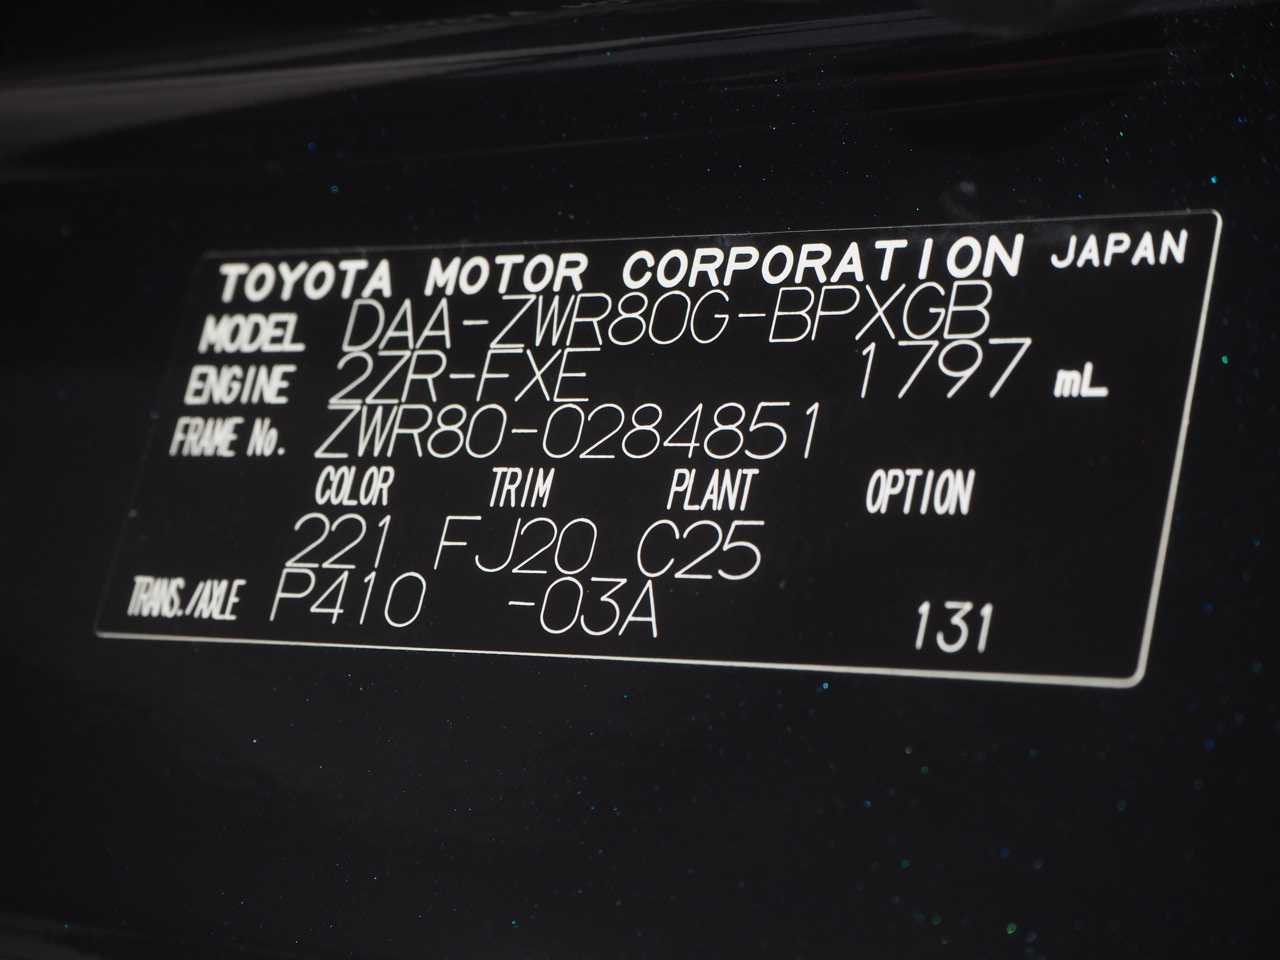 TOYOTA MOTOR CORPORATION JAPAN
MODEL DAA-ZWR80G-BPXGB
ENGINE 2ZR-FXE 1797 mL
FRAME No. ZWR80-0284851
COLOR TRIM PLANT OPTION
221 FJ20 C25
TRANS./AXLE P410 -03A 131